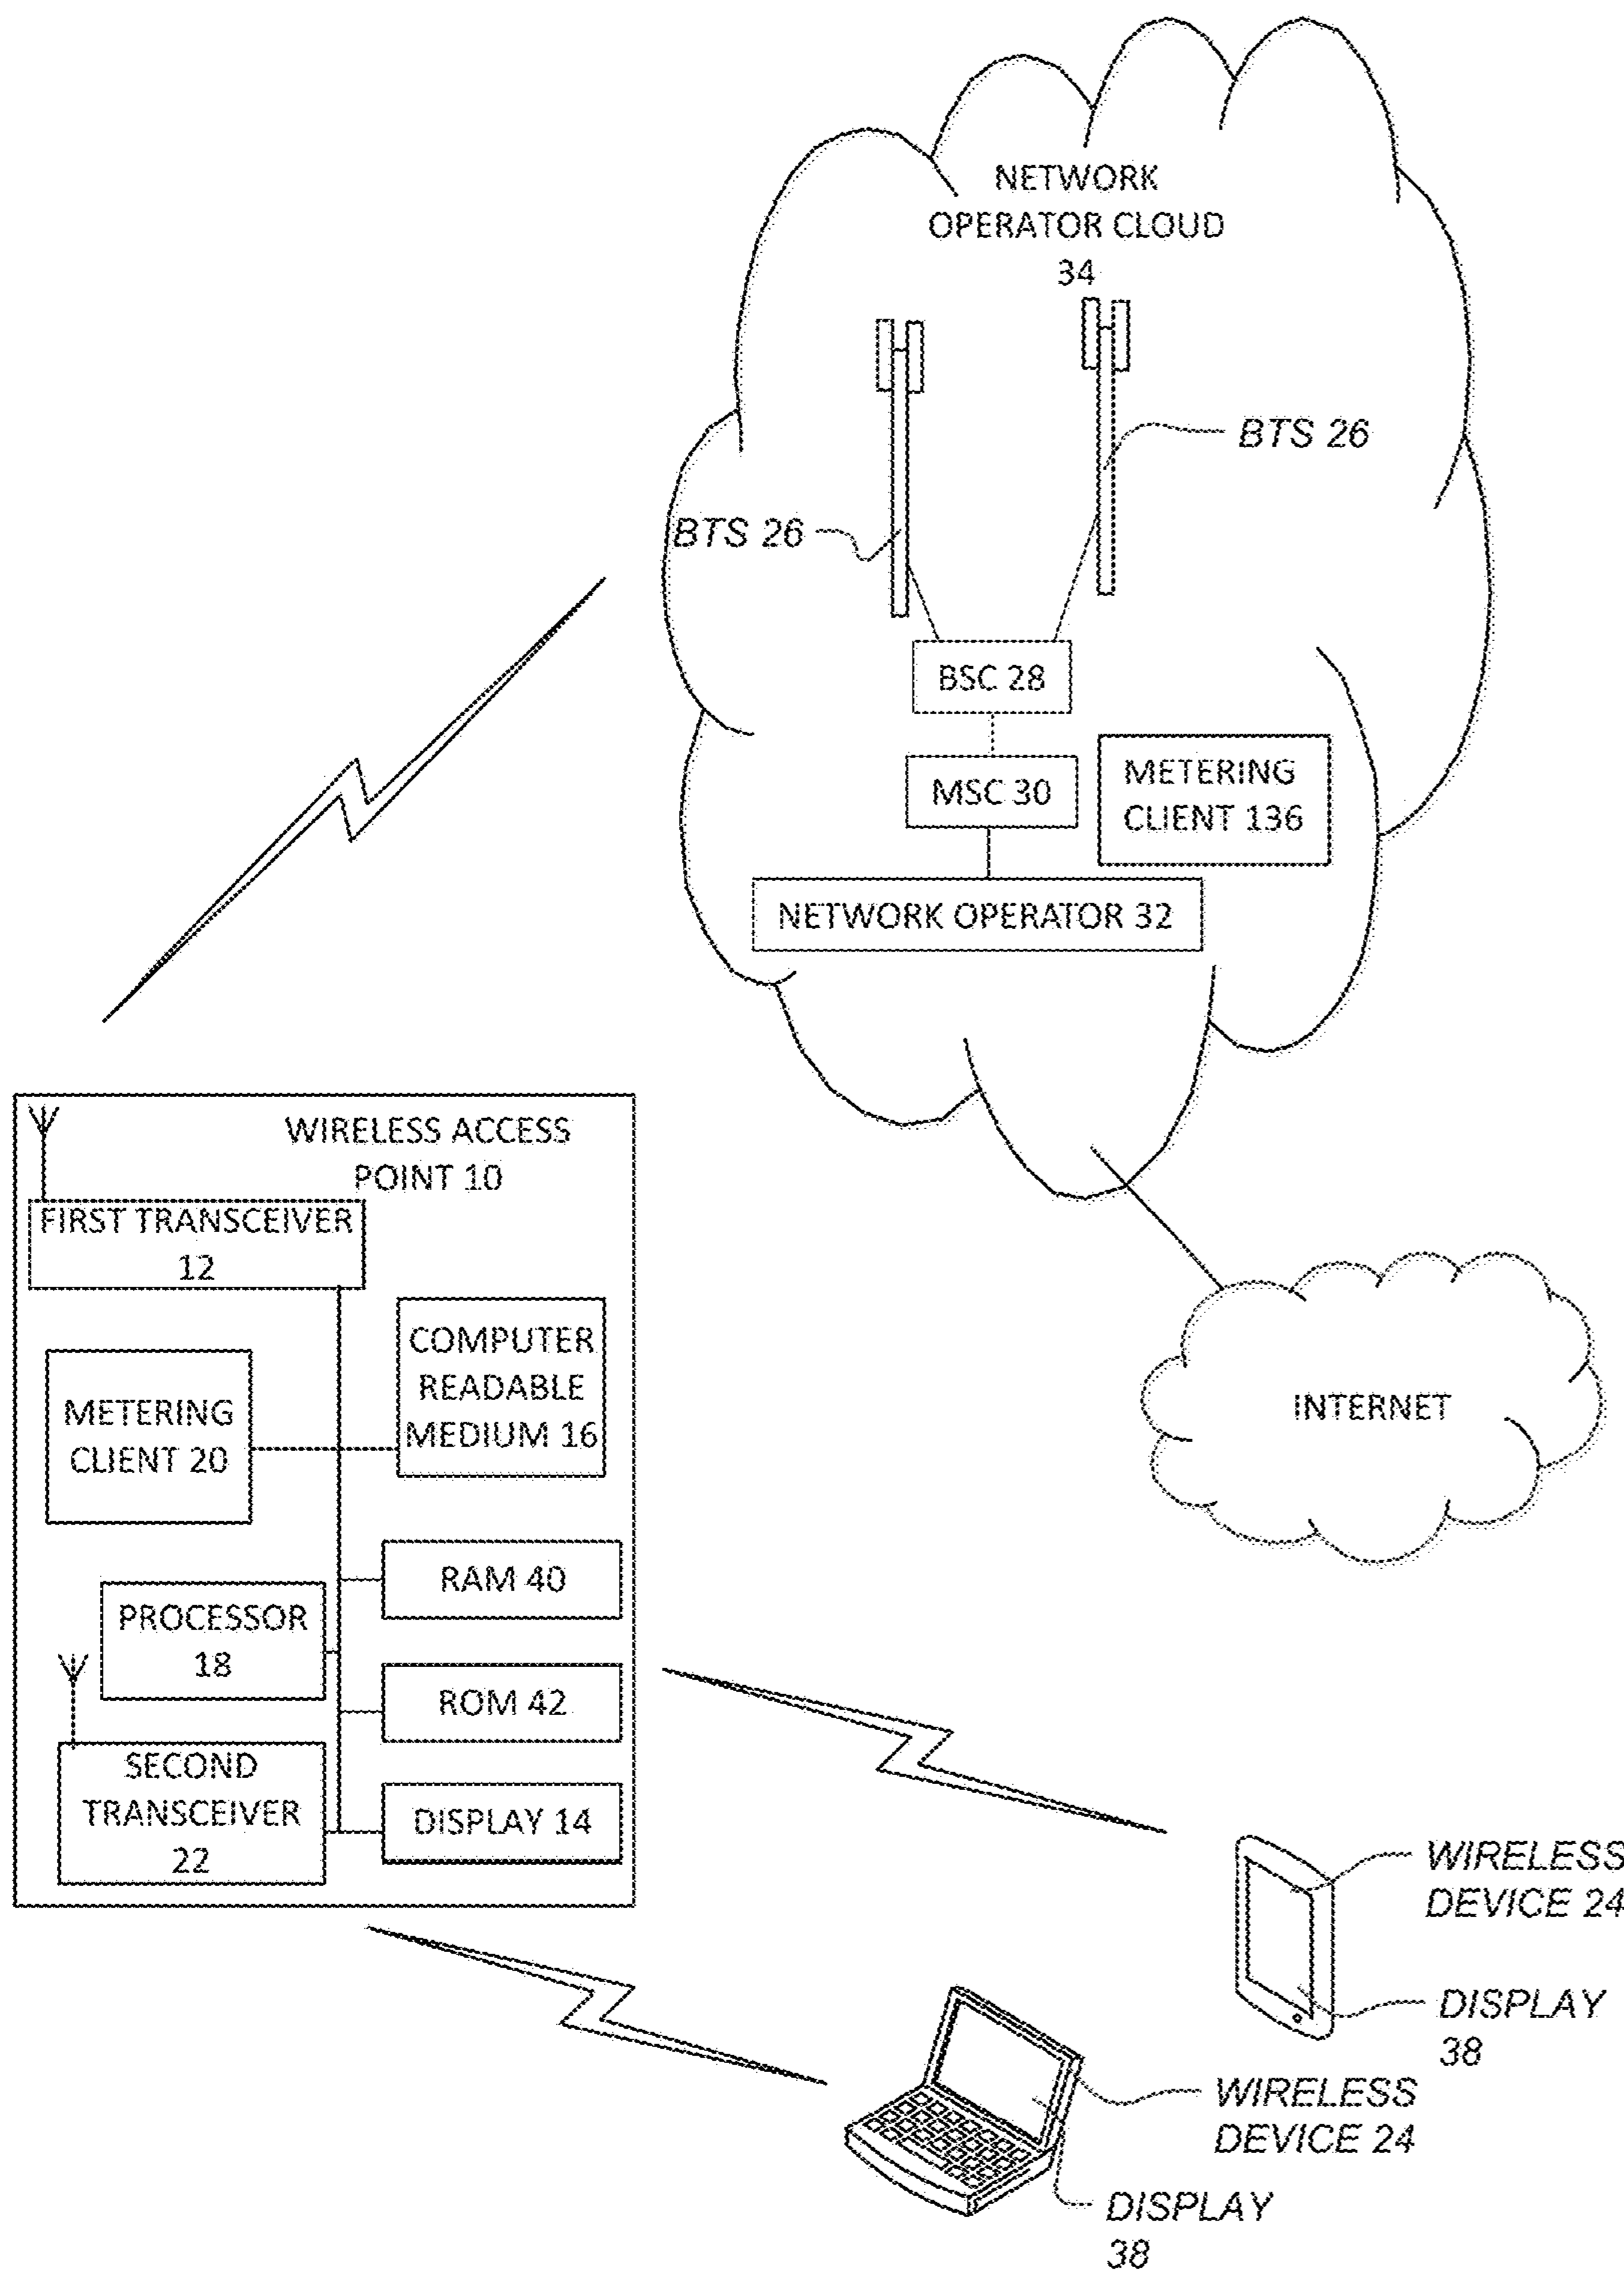 NETWORK
OPERATOR CLOUD
34
BTS 26
BTS 26
BSC 28
MSC 30
METERING
CLIENT 136
NETWORK OPERATOR 32
WIRELESS ACCESS
POINT 10
FIRST TRANSCEIVER
12
COMPUTER
READABLE
MEDIUM 16
METERING
CLIENT 20
INTERNET
RAM 40
PROCESSOR
18
ROM 42
SECOND
TRANSCEIVER
22
DISPLAY 14
WIRELESS
DEVICE 24
DISPLAY
38
WIRELESS
DEVICE 24
DISPLAY
38